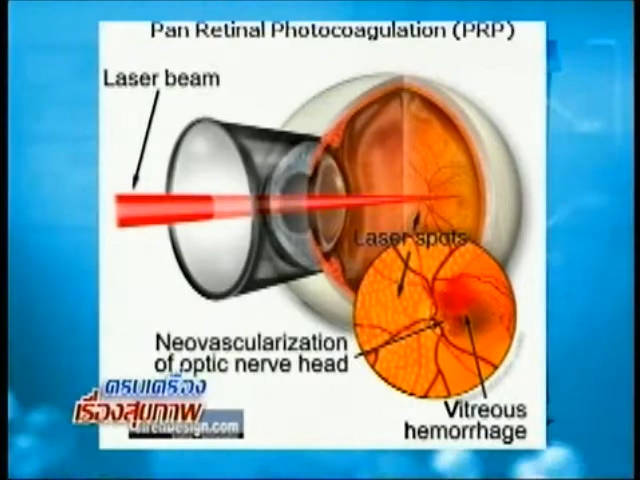 Pan Retinal Photocoagulation (PRP)
Laser beam
Laser spots
Neovascularization
of optic nerve head
Vitreous
hemorrhage
ครบเครื่อง
เรื่องสุขภาพ